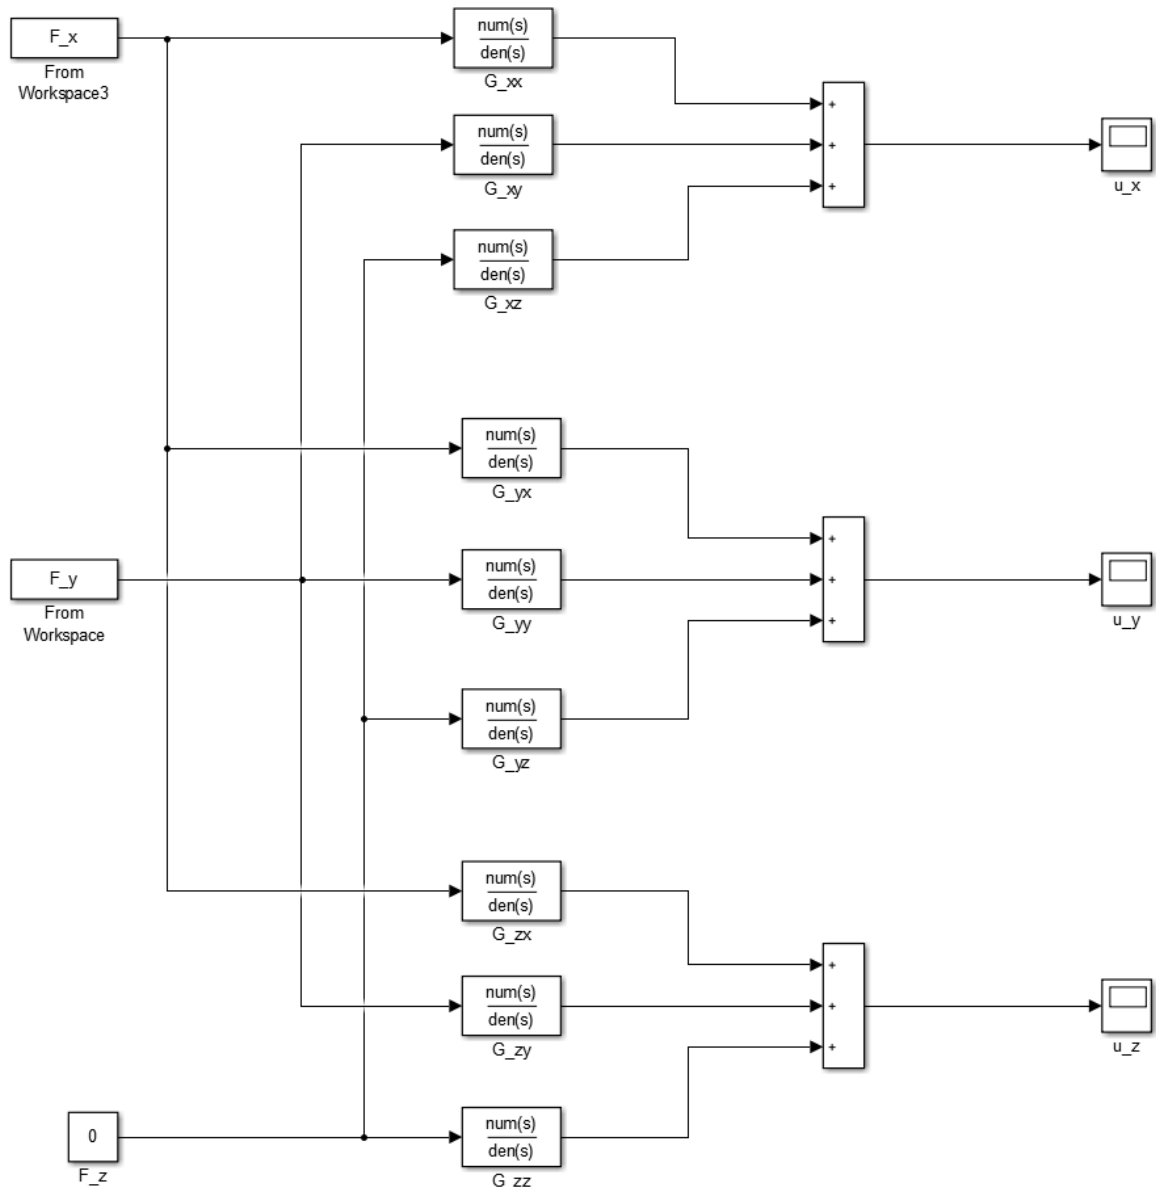 F_x
From
Workspace3
num(s)
den(s)
G_xx
num(s)
den(s)
G_xy
num(s)
den(s)
G_xz
+
+
+
u_x
num(s)
den(s)
G_yx
F_y
From
Workspace
num(s)
den(s)
G_yy
num(s)
den(s)
G_yz
+
+
+
u_y
num(s)
den(s)
G_zx
num(s)
den(s)
G_zy
0
F_z
num(s)
den(s)
G_zz
+
+
+
u_z